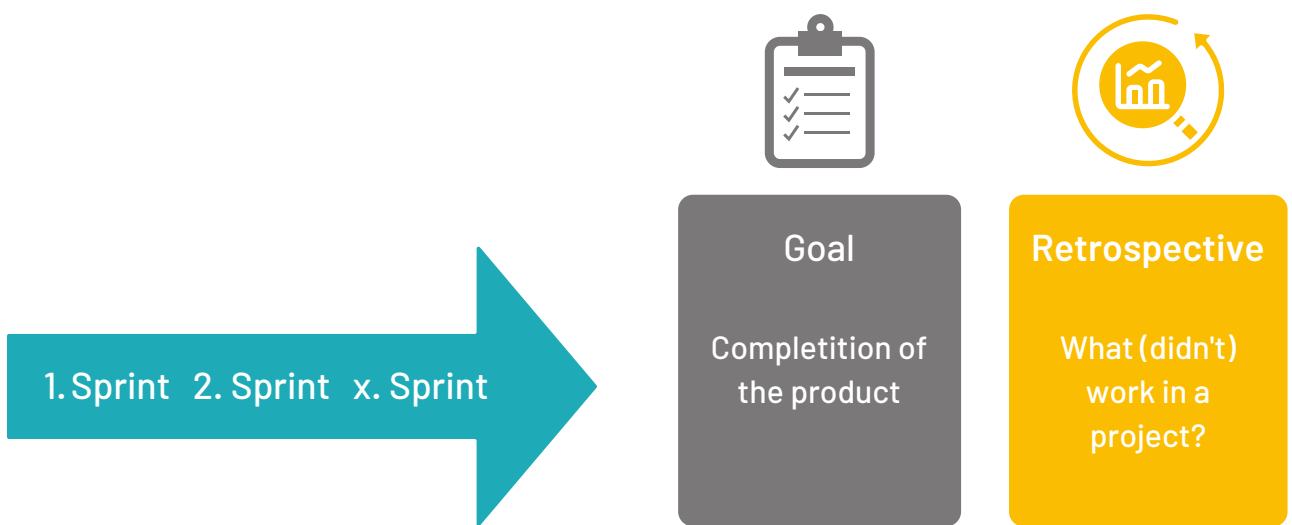 1. Sprint 2. Sprint x. Sprint
Goal
Completition of
the product
Retrospective
What (didn't)
work in a
project?